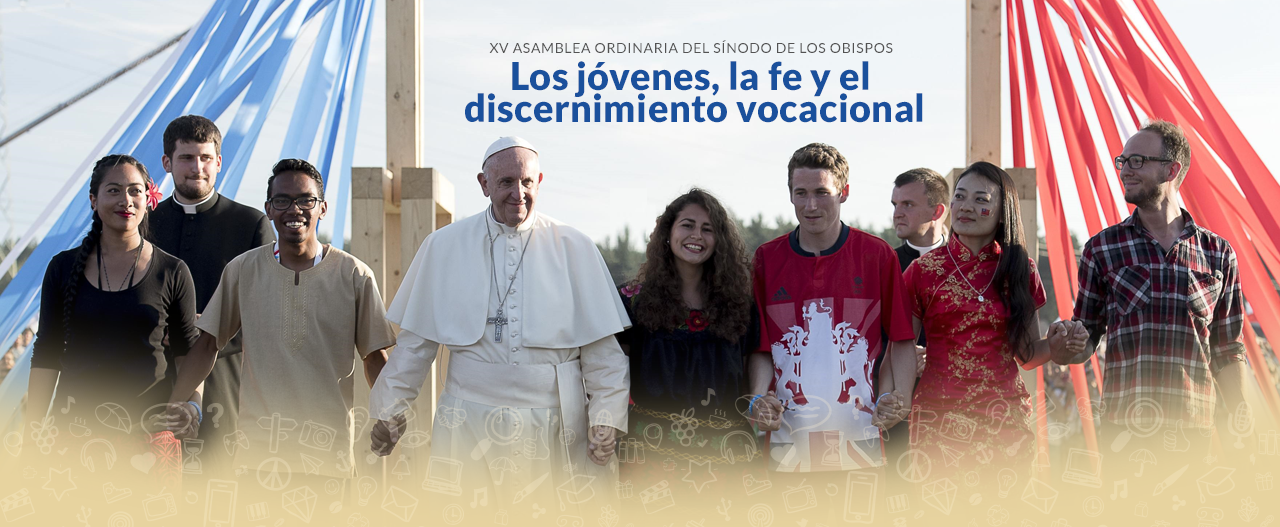 XV ASAMBLEA ORDINARIA DEL SÍNODO DE LOS OBISPOS
Los jóvenes, la fe y el
discernimiento vocacional